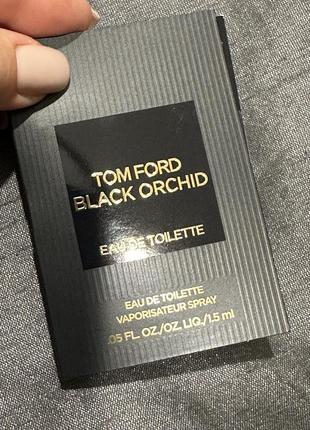 TOM FORD
BLACK ORCHID
EAU DE TOILETTE
EAU DE TOILETTE
VAPORISATEUR SPRAY
.05 FL. OZ./OZ. LIQ./1.5 ml